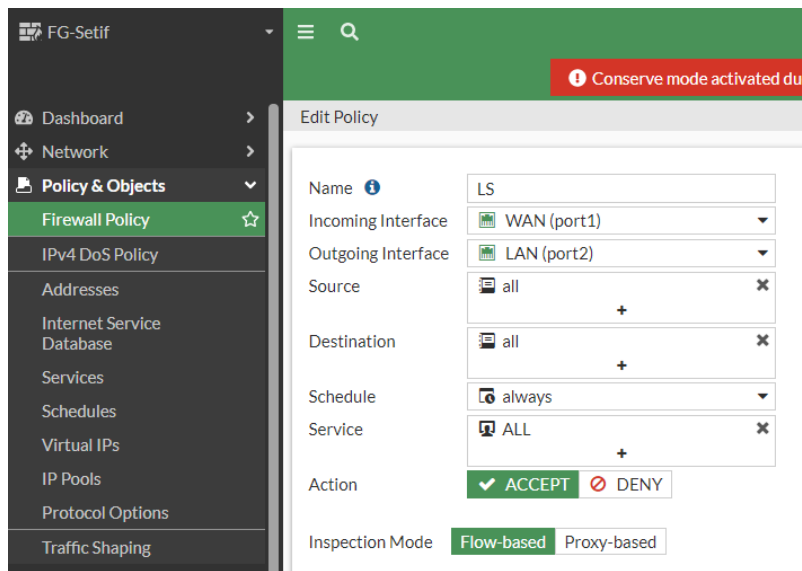 FG-Setif
Conserve mode activated du
Dashboard
Network
Policy & Objects
Firewall Policy
IPv4 DoS Policy
Addresses
Internet Service
Database
Services
Schedules
Virtual IPs
IP Pools
Protocol Options
Traffic Shaping
Edit Policy
Name LS
Incoming Interface WAN (port1)
Outgoing Interface LAN (port2)
Source all
+
Destination all
+
Schedule always
Service ALL
+
Action ACCEPT DENY
Inspection Mode Flow-based Proxy-based